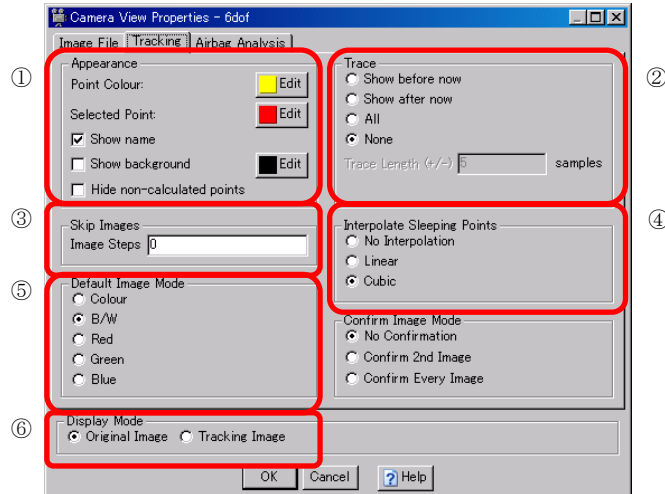 Camera View Properties - 6dof
Image File Tracking Airbag Analysis
① Appearance
Point Colour: Edit
Selected Point: Edit
Show name
Show background Edit
Hide non-calculated points
Trace ②
Show before now
Show after now
All
None
Trace Length (+/-) 5 samples
③ Skip Images
Image Steps 0
Interpolate Sleeping Points ④
No Interpolation
Linear
Cubic
⑤ Default Image Mode
Colour
B/W
Red
Green
Blue
Confirm Image Mode
No Confirmation
Confirm 2nd Image
Confirm Every Image
⑥ Display Mode
Original Image Tracking Image
OK Cancel ? Help